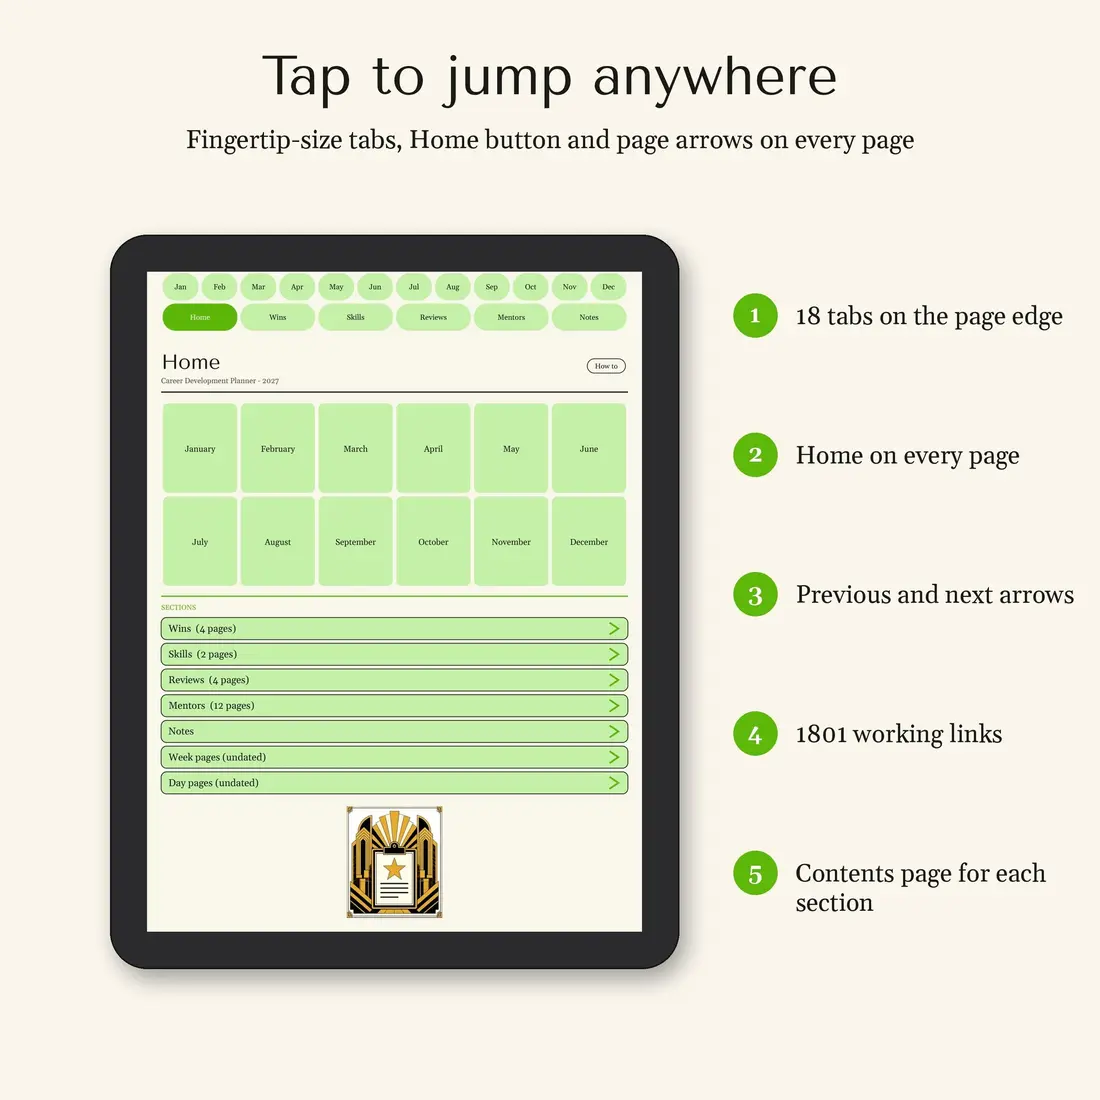 Tap to jump anywhere
Fingertip-size tabs, Home button and page arrows on every page
Jan Feb Mar Apr May Jun Jul Aug Sep Oct Nov Dec
Home Wins Skills Reviews Mentors Notes
Home
How to
Career Development Planner - 2027
January February March April May June
July August September October November December
SECTIONS
Wins (4 pages)
Skills (2 pages)
Reviews (4 pages)
Mentors (12 pages)
Notes
Week pages (undated)
Day pages (undated)
1 18 tabs on the page edge
2 Home on every page
3 Previous and next arrows
4 1801 working links
5 Contents page for each
section